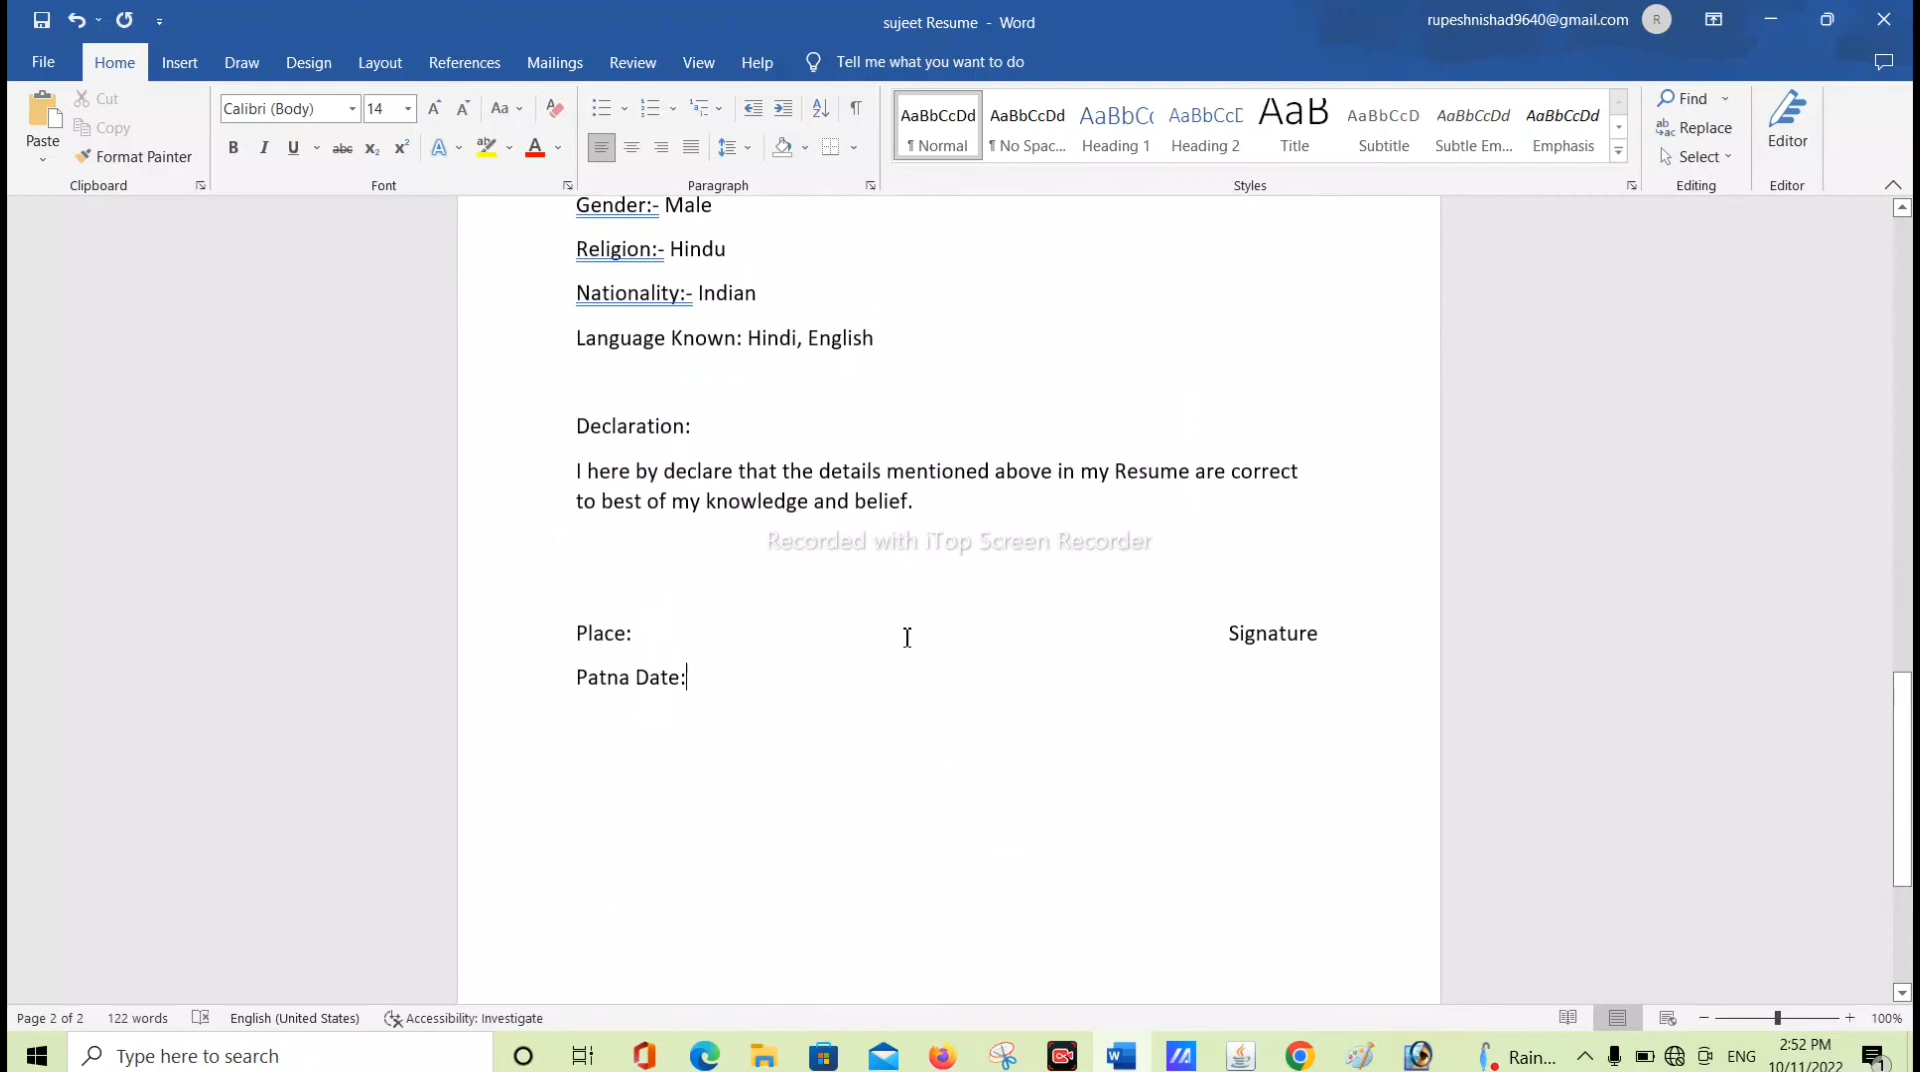 sujeet Resume - Word
rupeshnishad9640@gmail.com
R
File
Home
Insert
Draw
Design
Layout
References
Mailings
Review
View
Help
Tell me what you want to do
Paste
Cut
Copy
Format Painter
Clipboard
Calibri (Body)
14
Font
Paragraph
AaBbCcDd
¶ Normal
AaBbCcDd
¶ No Spac...
AaBbC
Heading 1
AaBbCcC
Heading 2
AaB
Title
AaBbCcD
Subtitle
AaBbCcDd
Subtle Em...
AaBbCcDd
Emphasis
Styles
Find
Replace
Select
Editing
Editor
Editor
Gender:- Male
Religion:- Hindu
Nationality:- Indian
Language Known: Hindi, English
Declaration:
I here by declare that the details mentioned above in my Resume are correct
to best of my knowledge and belief.
Recorded with iTop Screen Recorder
Place: Signature
Patna Date:
Page 2 of 2
122 words
English (United States)
Accessibility: Investigate
100%
Type here to search
Rain...
ENG
2:52 PM
10/11/2022
1